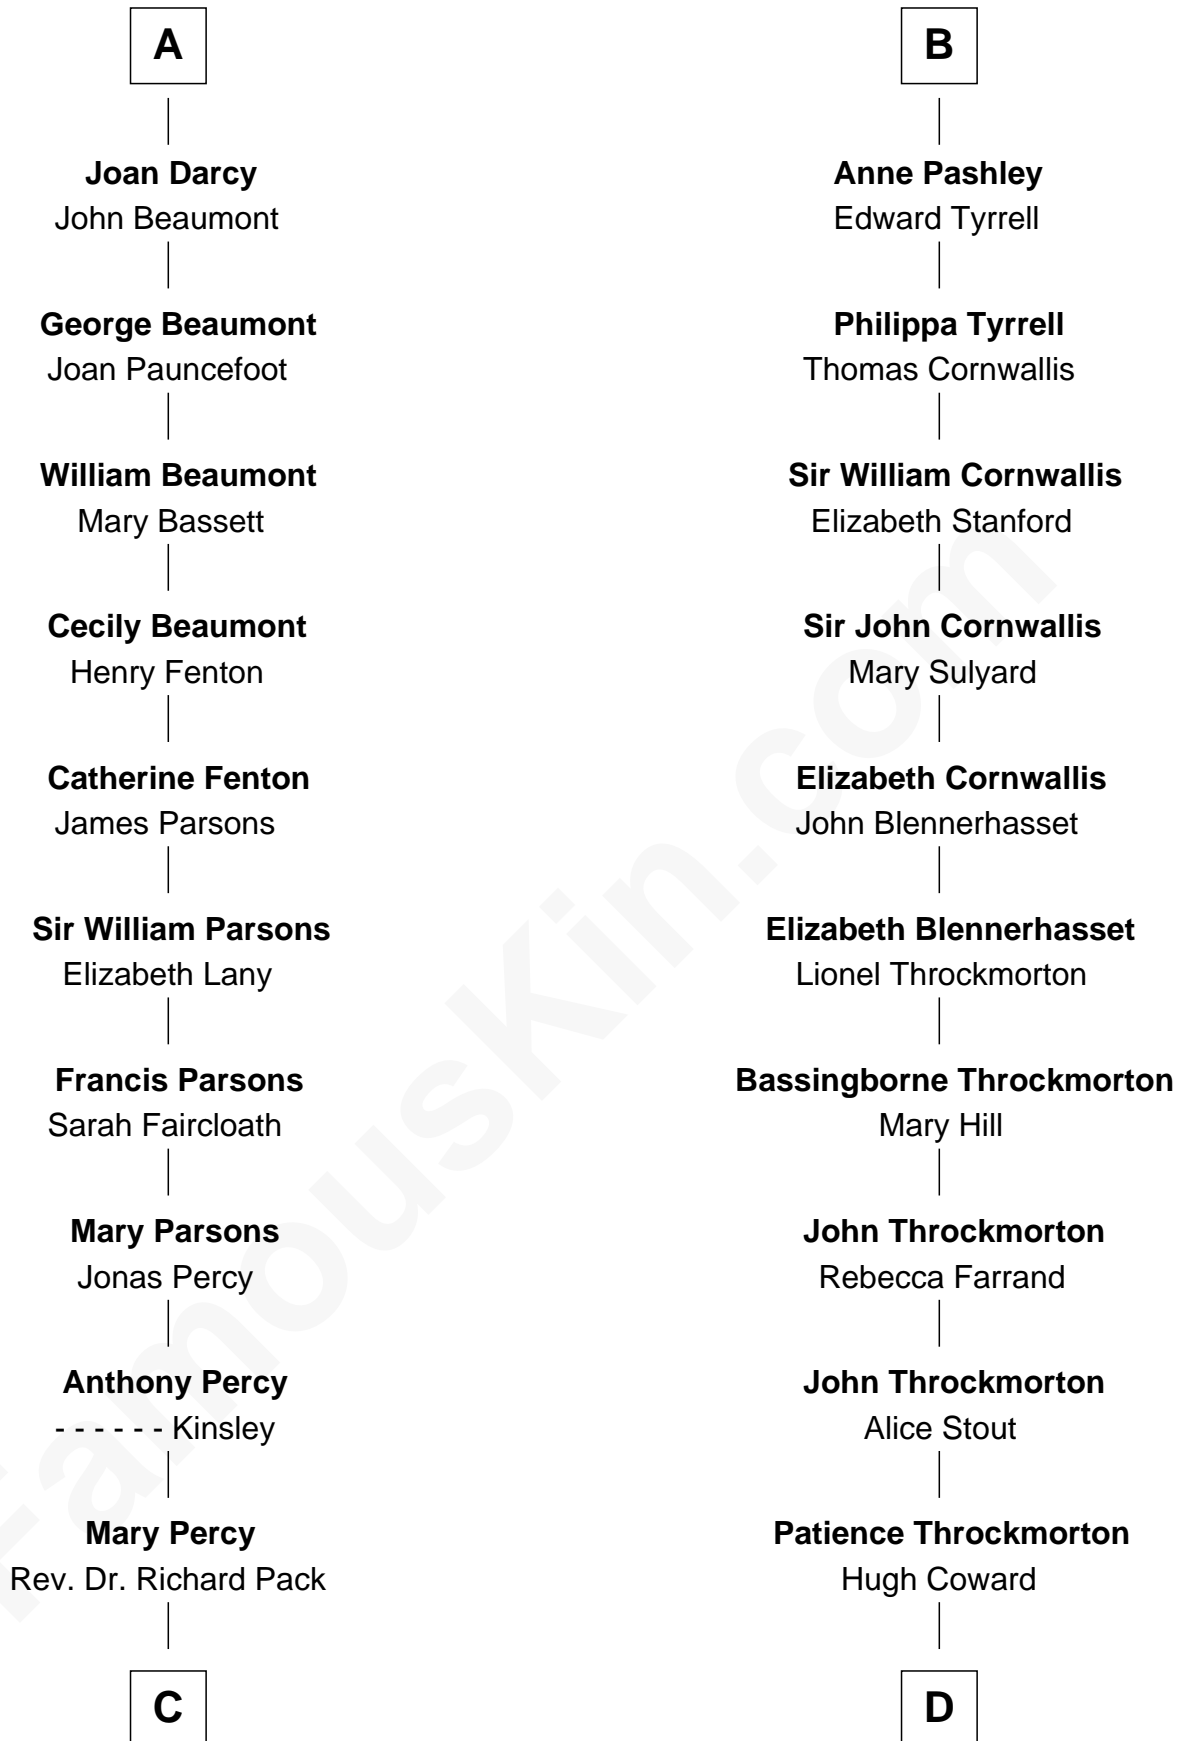 A
Joan Darcy
John Beaumont
George Beaumont
Joan Pauncefoot
William Beaumont
Mary Bassett
Cecily Beaumont
Henry Fenton
Catherine Fenton
James Parsons
Sir William Parsons
Elizabeth Lany
Francis Parsons
Sarah Faircloath
Mary Parsons
Jonas Percy
Anthony Percy
- - - - - - Kinsley
Mary Percy
Rev. Dr. Richard Pack
C
B
Anne Pashley
Edward Tyrrell
Philippa Tyrrell
Thomas Cornwallis
Sir William Cornwallis
Elizabeth Stanford
Sir John Cornwallis
Mary Sulyard
Elizabeth Cornwallis
John Blennerhasset
Elizabeth Blennerhasset
Lionel Throckmorton
Bassingborne Throckmorton
Mary Hill
John Throckmorton
Rebecca Farrand
John Throckmorton
Alice Stout
Patience Throckmorton
Hugh Coward
D
FamousKin.com